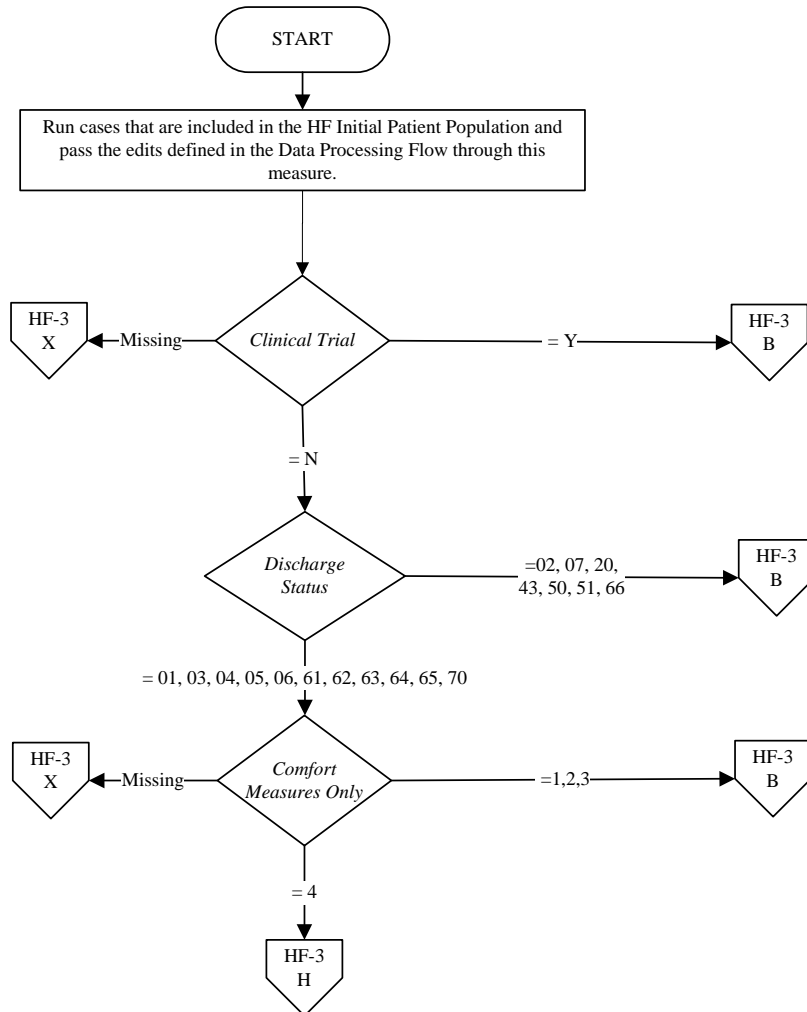 START
Run cases that are included in the HF Initial Patient Population and
pass the edits defined in the Data Processing Flow through this
measure.
HF-3
X
Missing
Clinical Trial
= Y
HF-3
B
= N
Discharge
Status
=02, 07, 20,
43, 50, 51, 66
HF-3
B
= 01, 03, 04, 05, 06, 61, 62, 63, 64, 65, 70
HF-3
X
Missing
Comfort
Measures Only
=1,2,3
HF-3
B
= 4
HF-3
H